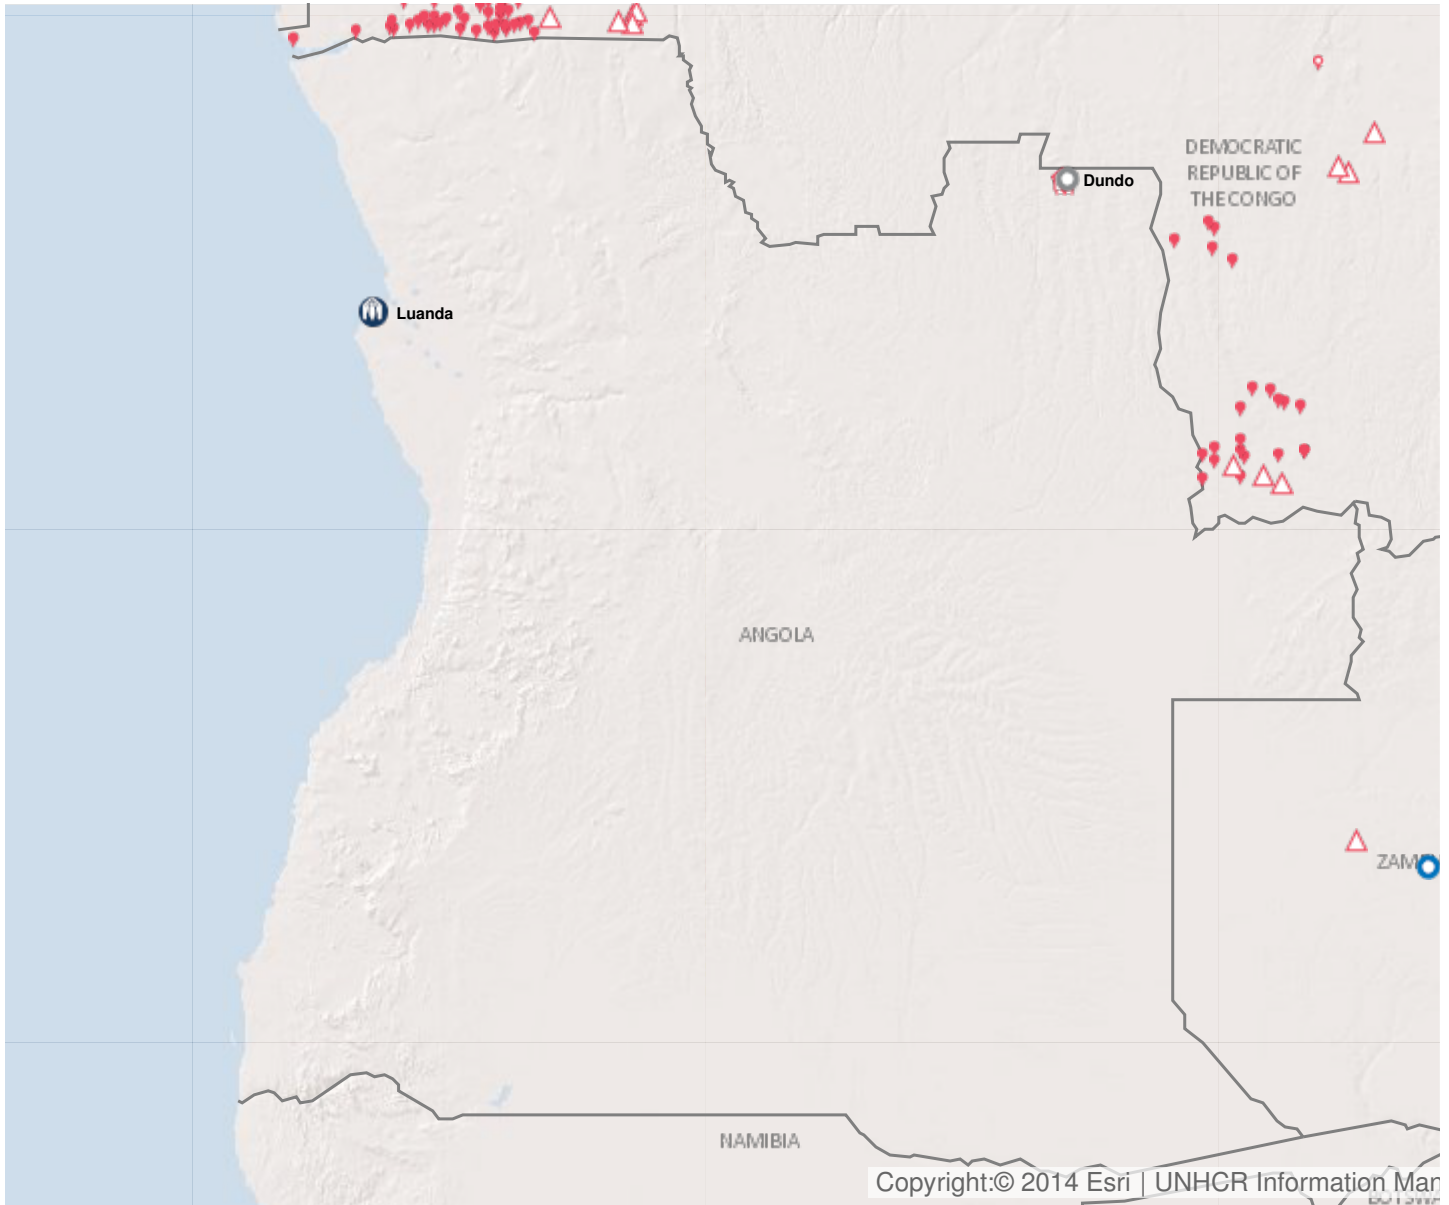 DEMOCRATIC
REPUBLIC OF
THE CONGO
Dundo
Luanda
ANGOLA
NAMIBIA
Copyright:© 2014 Esri | UNHCR Information Man